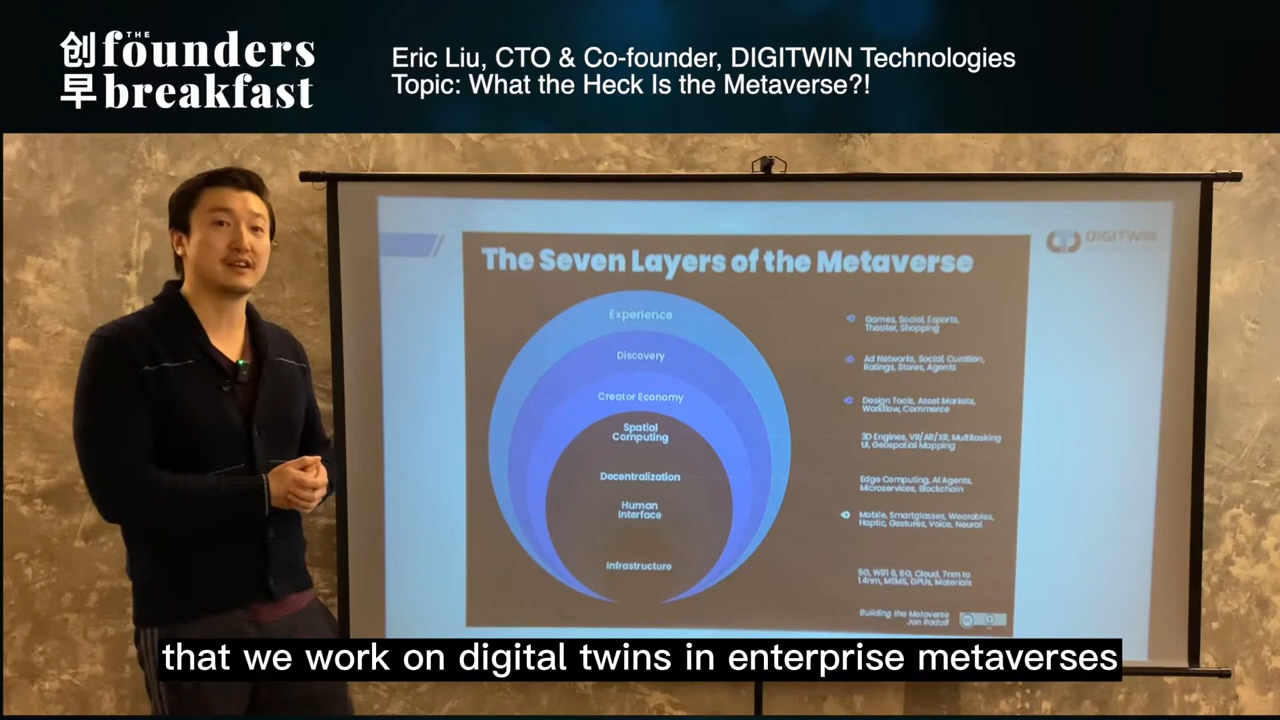 创 THE founders
早 breakfast
Eric Liu, CTO & Co-founder, DIGITWIN Technologies
Topic: What the Heck Is the Metaverse?!
DIGITWIN
The Seven Layers of the Metaverse
Experience
Games, Social, Esports,
Theater, Shopping
Discovery
Ad Networks, Social, Curation,
Ratings, Stores, Agents
Creator Economy
Design Tools, Asset Markets,
Workflow, Commerce
Spatial
Computing
3D Engines, VR/AR/XR, Multitasking
UI, Geospatial Mapping
Decentralization
Edge Computing, AI Agents,
Microservices, Blockchain
Human
Interface
Mobile, Smartglasses, Wearables,
Haptic, Gestures, Voice, Neural
Infrastructure
5G, Wifi 6, 6G, Cloud, 7nm to
1.4nm, MEMS, GPUs, Materials
Building the Metaverse
Jon Radoff
that we work on digital twins in enterprise metaverses